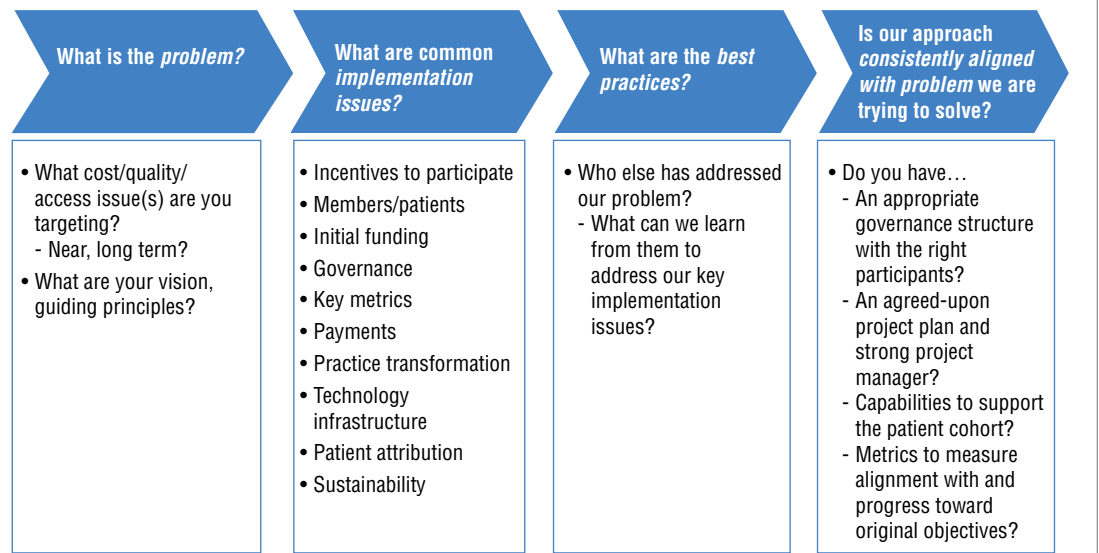 What is the problem?
• What cost/quality/
access issue(s) are you
targeting?
- Near, long term?
• What are your vision,
guiding principles?
What are common
implementation
issues?
• Incentives to participate
• Members/patients
• Initial funding
• Governance
• Key metrics
• Payments
• Practice transformation
• Technology
infrastructure
• Patient attribution
• Sustainability
What are the best
practices?
• Who else has addressed
our problem?
- What can we learn
from them to
address our key
implementation
issues?
Is our approach
consistently aligned
with problem we are
trying to solve?
• Do you have…
- An appropriate
governance structure
with the right
participants?
- An agreed-upon
project plan and
strong project
manager?
- Capabilities to support
the patient cohort?
- Metrics to measure
alignment with and
progress toward
original objectives?